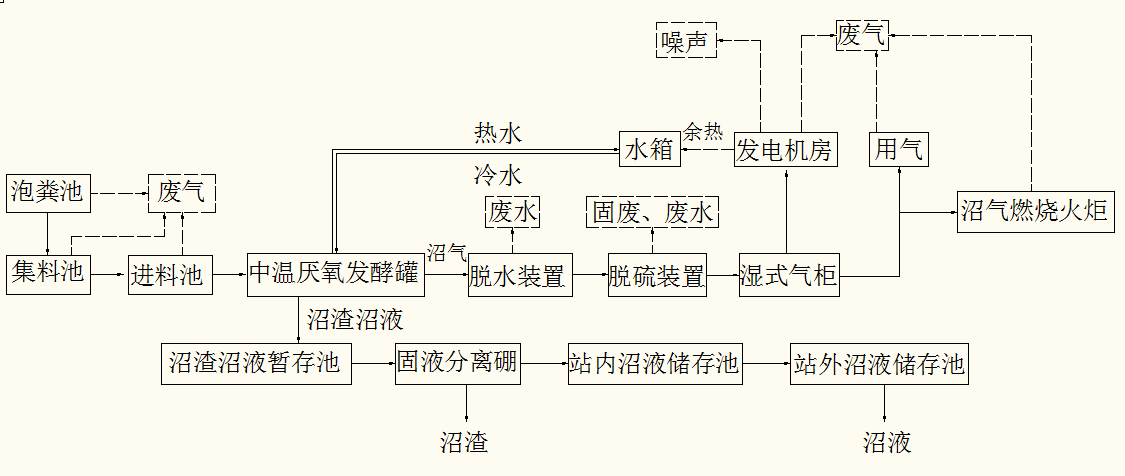 噪声
废气
热水
水箱
余热
发电机房
用气
泡粪池
废气
冷水
废水
固废、废水
沼气燃烧火炬
集料池
进料池
中温厌氧发酵罐
沼气
脱水装置
脱硫装置
湿式气柜
沼渣沼液
沼渣沼液暂存池
固液分离硼
站内沼液储存池
站外沼液储存池
沼渣
沼液